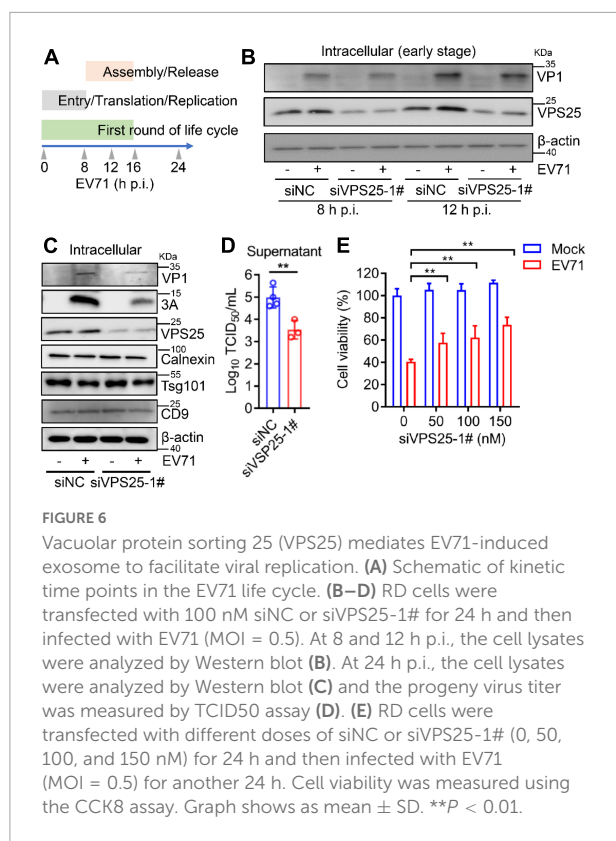 A
Assembly/Release
Entry/Translation/Replication
First round of life cycle
0 8 12 16 24
EV71 (h p.i.)
B
Intracellular (early stage)
KDa
35
VP1
25
VPS25
β-actin
40
- + - + - + - + EV71
siNC siVPS25-1# siNC siVPS25-1#
8 h p.i. 12 h p.i.
C
Intracellular
KDa
35
VP1
15
3A
25
VPS25
100
Calnexin
55
Tsg101
25
CD9
β-actin
40
- + - + EV71
siNC siVPS25-1#
D
Supernatant
**
Log10 TCID50/mL
6
5
4
3
2
1
0
siNC
siVSP25-1#
E
Mock
EV71
**
**
**
Cell viability (%)
120
100
80
60
40
20
0
0 50 100 150
siVPS25-1# (nM)
FIGURE 6
Vacuolar protein sorting 25 (VPS25) mediates EV71-induced
exosome to facilitate viral replication. (A) Schematic of kinetic
time points in the EV71 life cycle. (B–D) RD cells were
transfected with 100 nM siNC or siVPS25-1# for 24 h and then
infected with EV71 (MOI = 0.5). At 8 and 12 h p.i., the cell lysates
were analyzed by Western blot (B). At 24 h p.i., the cell lysates
were analyzed by Western blot (C) and the progeny virus titer
was measured by TCID50 assay (D). (E) RD cells were
transfected with different doses of siNC or siVPS25-1# (0, 50,
100, and 150 nM) for 24 h and then infected with EV71
(MOI = 0.5) for another 24 h. Cell viability was measured using
the CCK8 assay. Graph shows as mean ± SD. **P < 0.01.